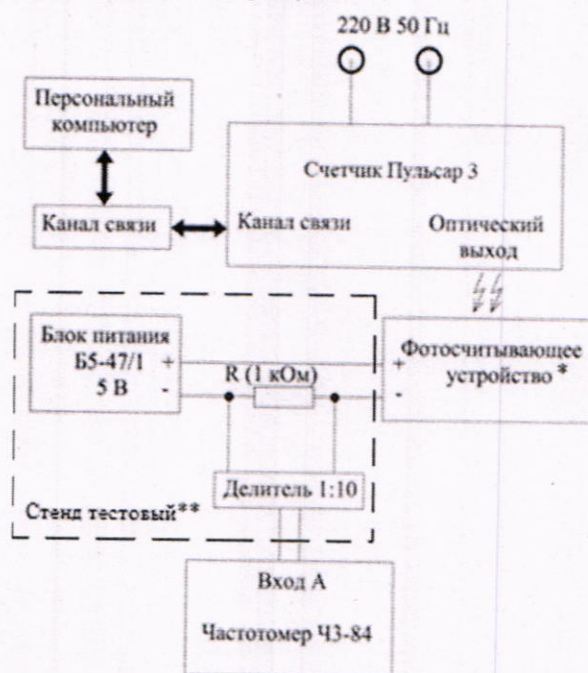 220 В 50 Гц
Персональный
компьютер
Счетчик Пульсар 3
Канал связи
Канал связи
Оптический
выход
Блок питания
Б5-47/1
5 В
+
-
R (1 кОм)
+
-
Фотосчитывающее
устройство *
Делитель 1:10
Стенд тестовый**
Вход А
Частотомер ЧЗ-84